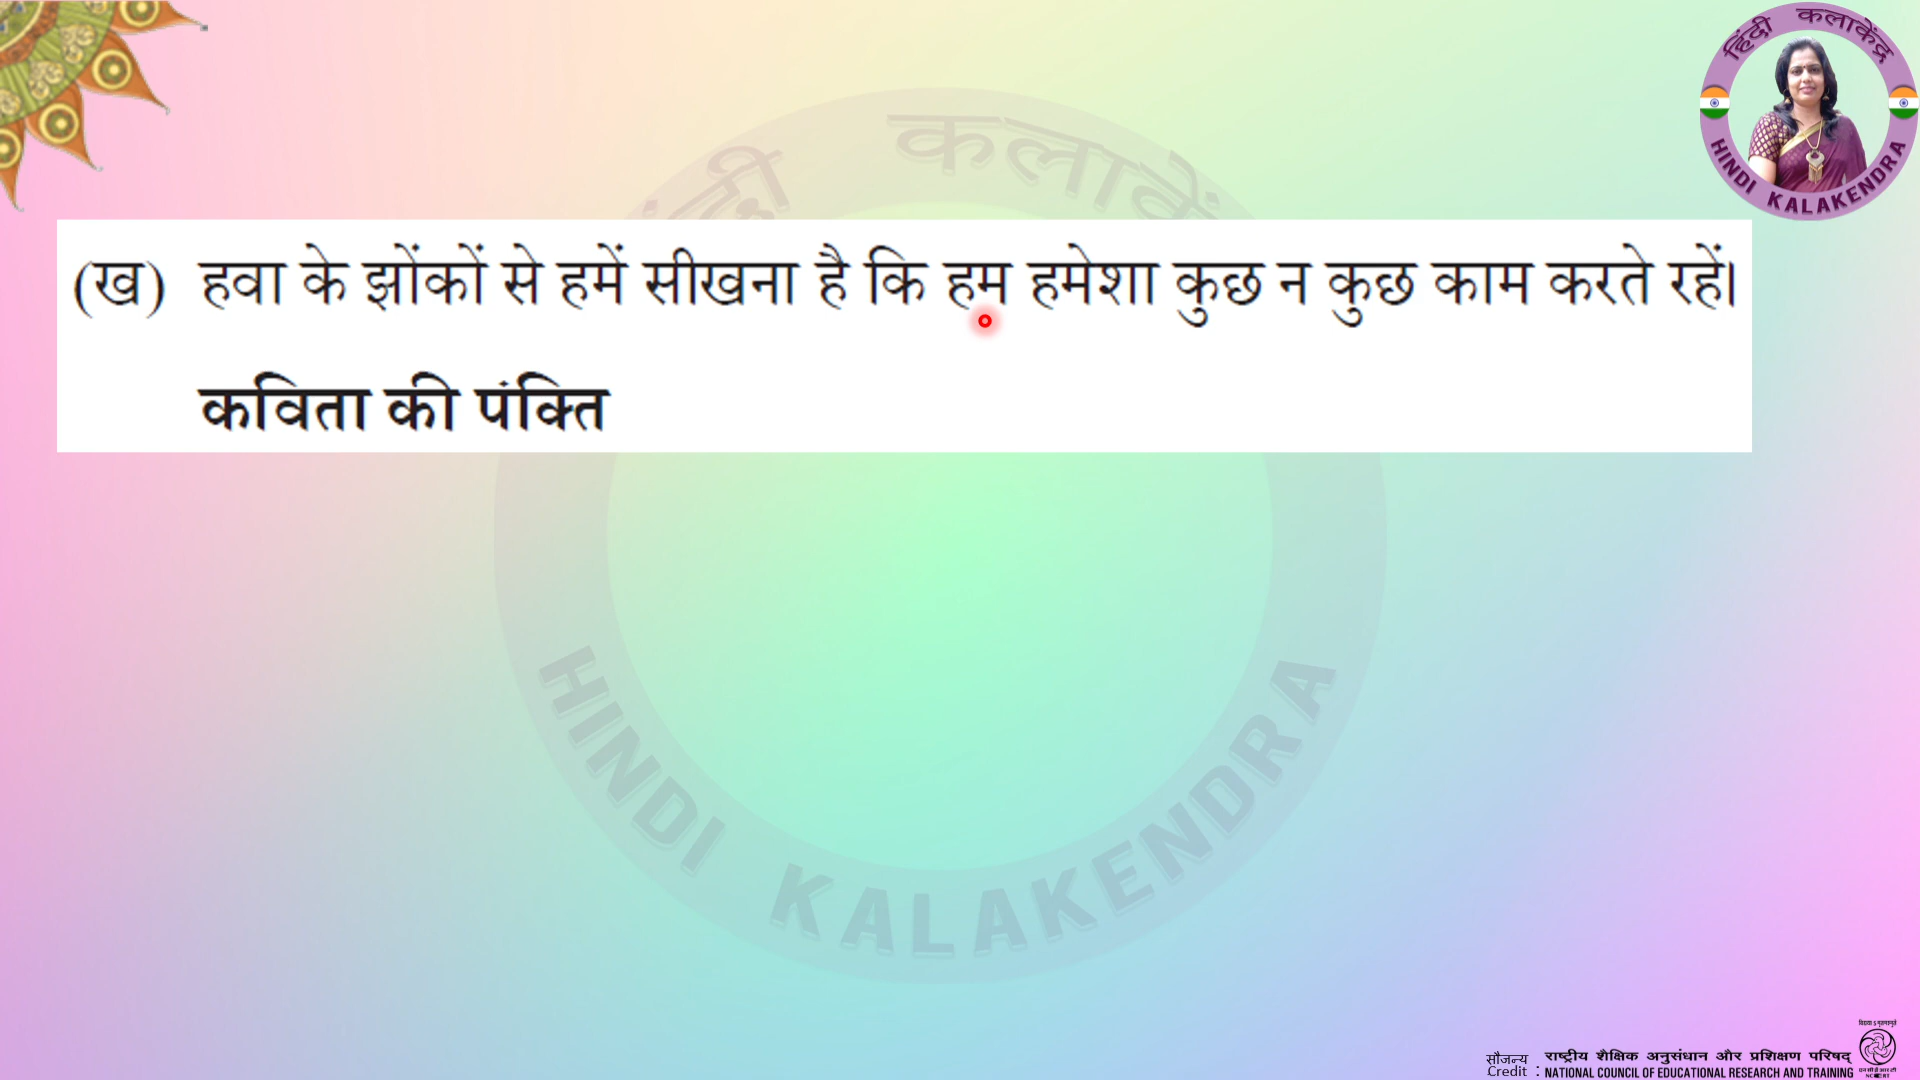 हिंदी कलाकेंद्र
HINDI KALAKENDRA
(ख) हवा के झोंकों से हमें सीखना है कि हम हमेशा कुछ न कुछ काम करते रहें।
कविता की पंक्ति
HINDI KALAKENDRA
सौजन्य राष्ट्रीय शैक्षिक अनुसंधान और प्रशिक्षण परिषद्
Credit : NATIONAL COUNCIL OF EDUCATIONAL RESEARCH AND TRAINING
NCERT